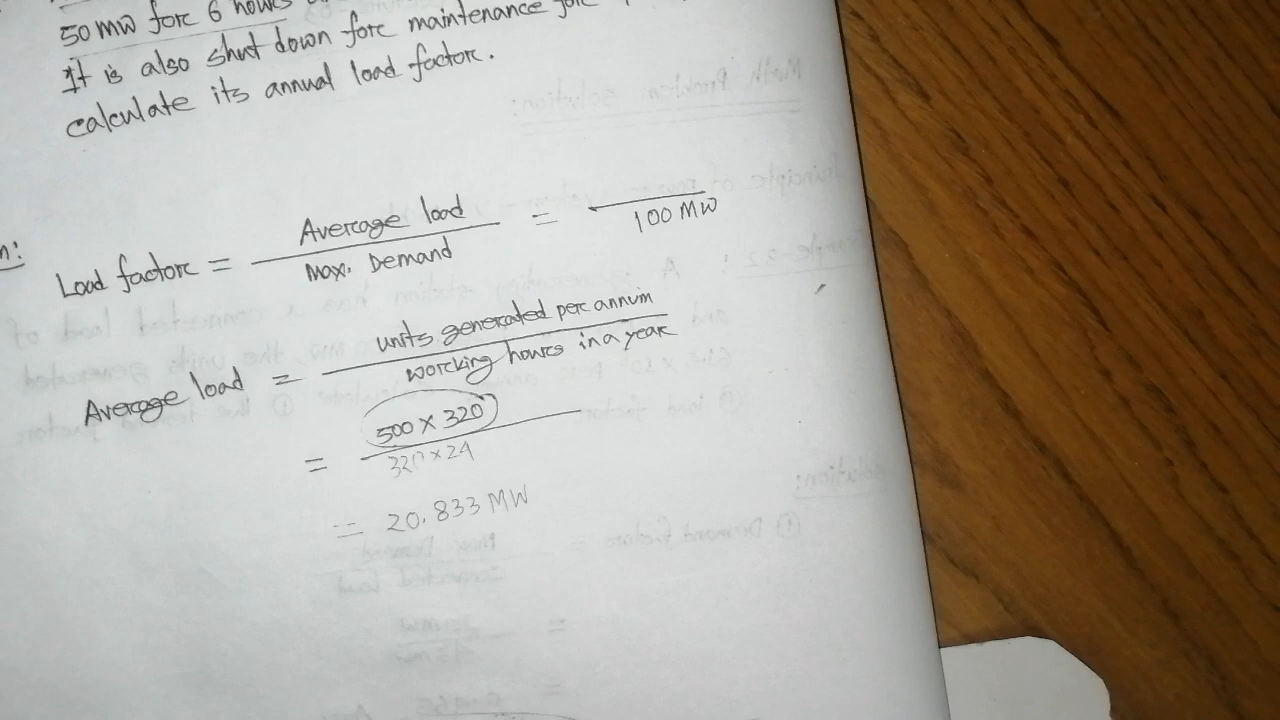 50 MW for 6 hours
It is also shut down for maintenance for
calculate its annual load factor.
n:
Load factor = Average load / Max. Demand = / 100 MW
Average load = units generated per annum / working hours in a year
= 500 × 320 / 320 × 24
= 20.833 MW